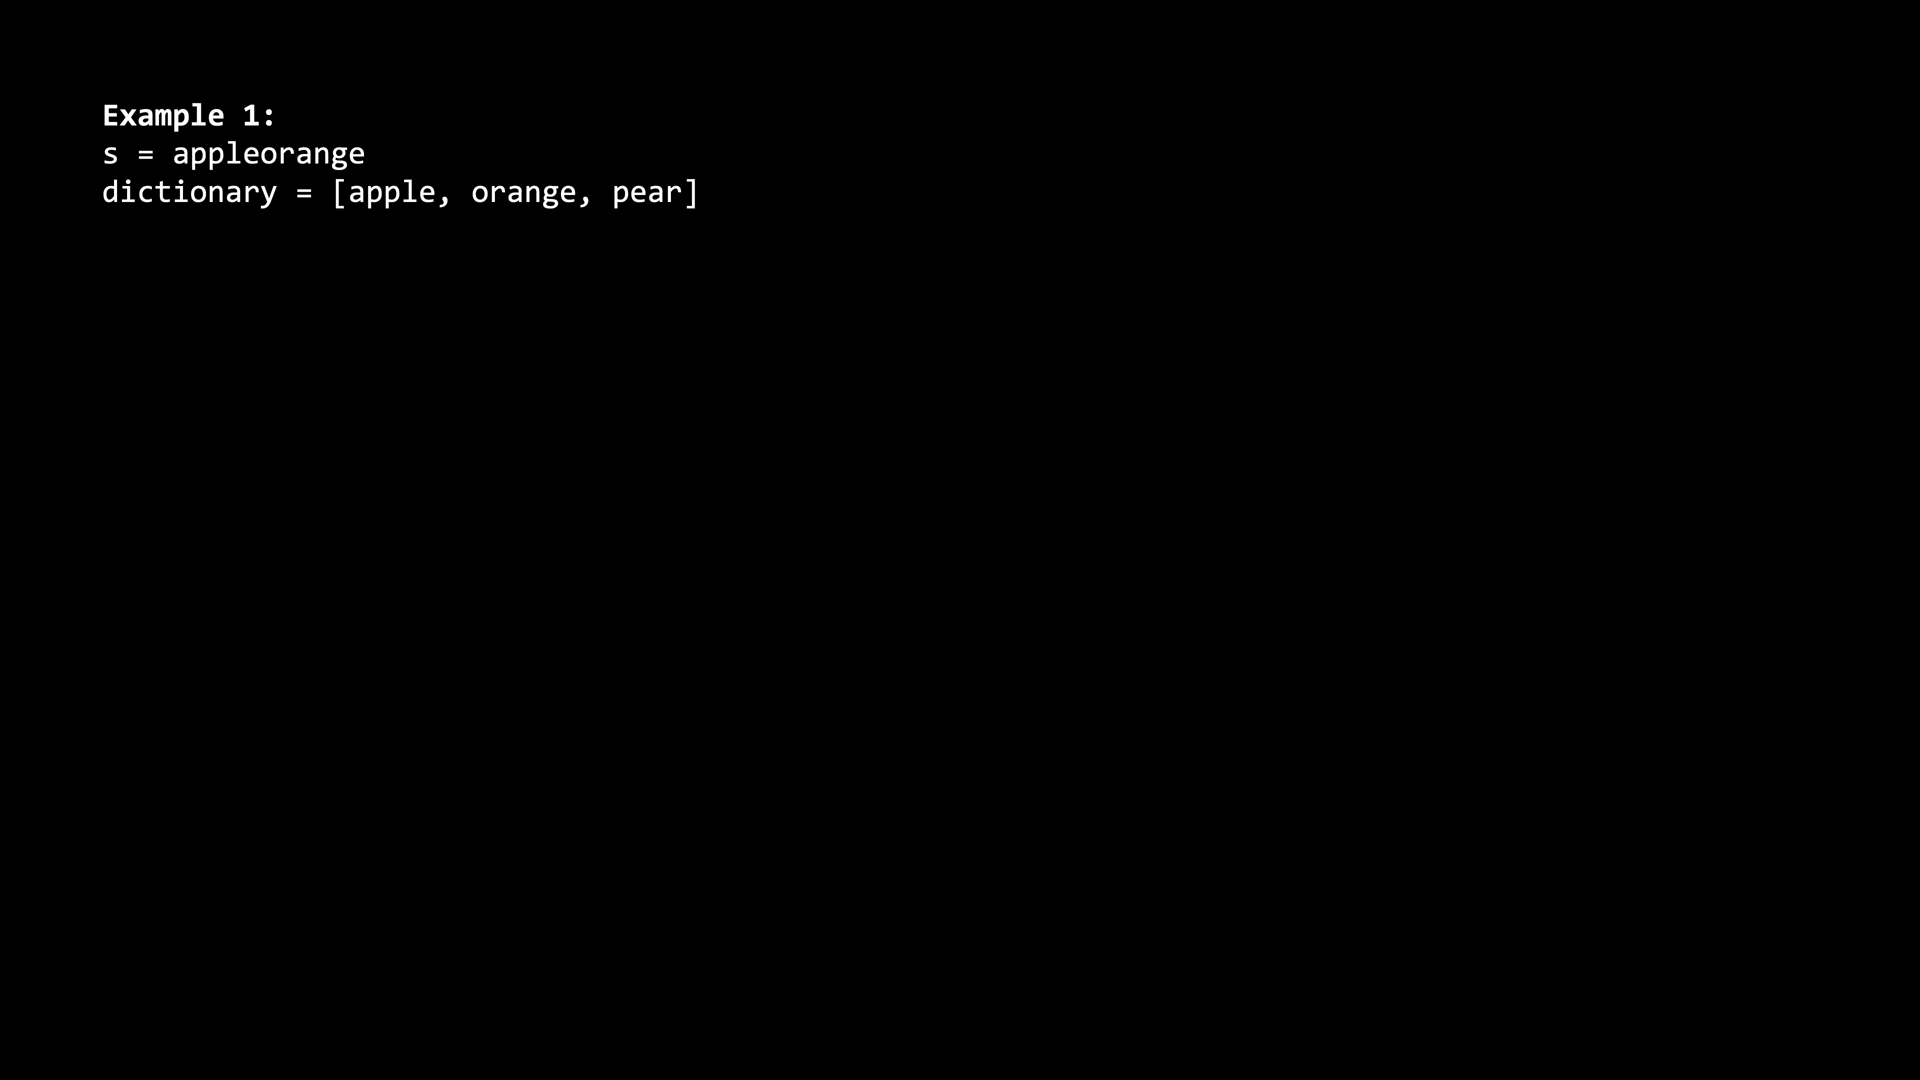 Example 1:
s = appleorange
dictionary = [apple, orange, pear]